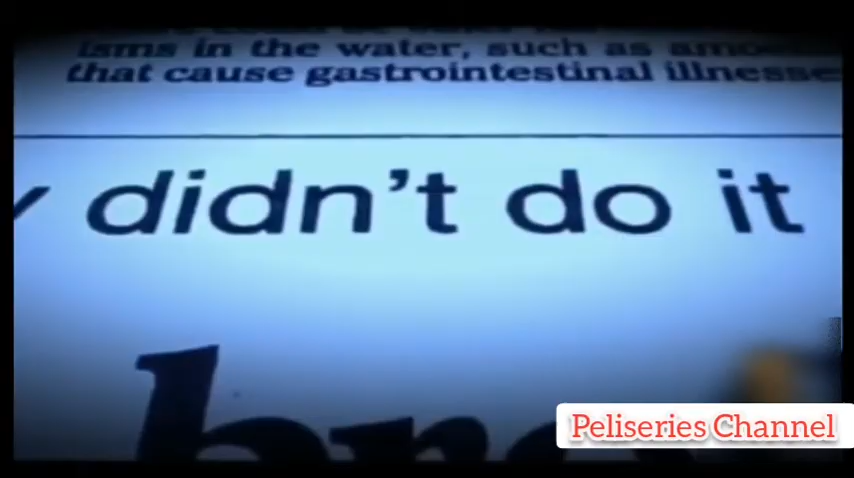 isms in the water, such as
that cause gastrointestinal
didn't do it
Peliseries Channel